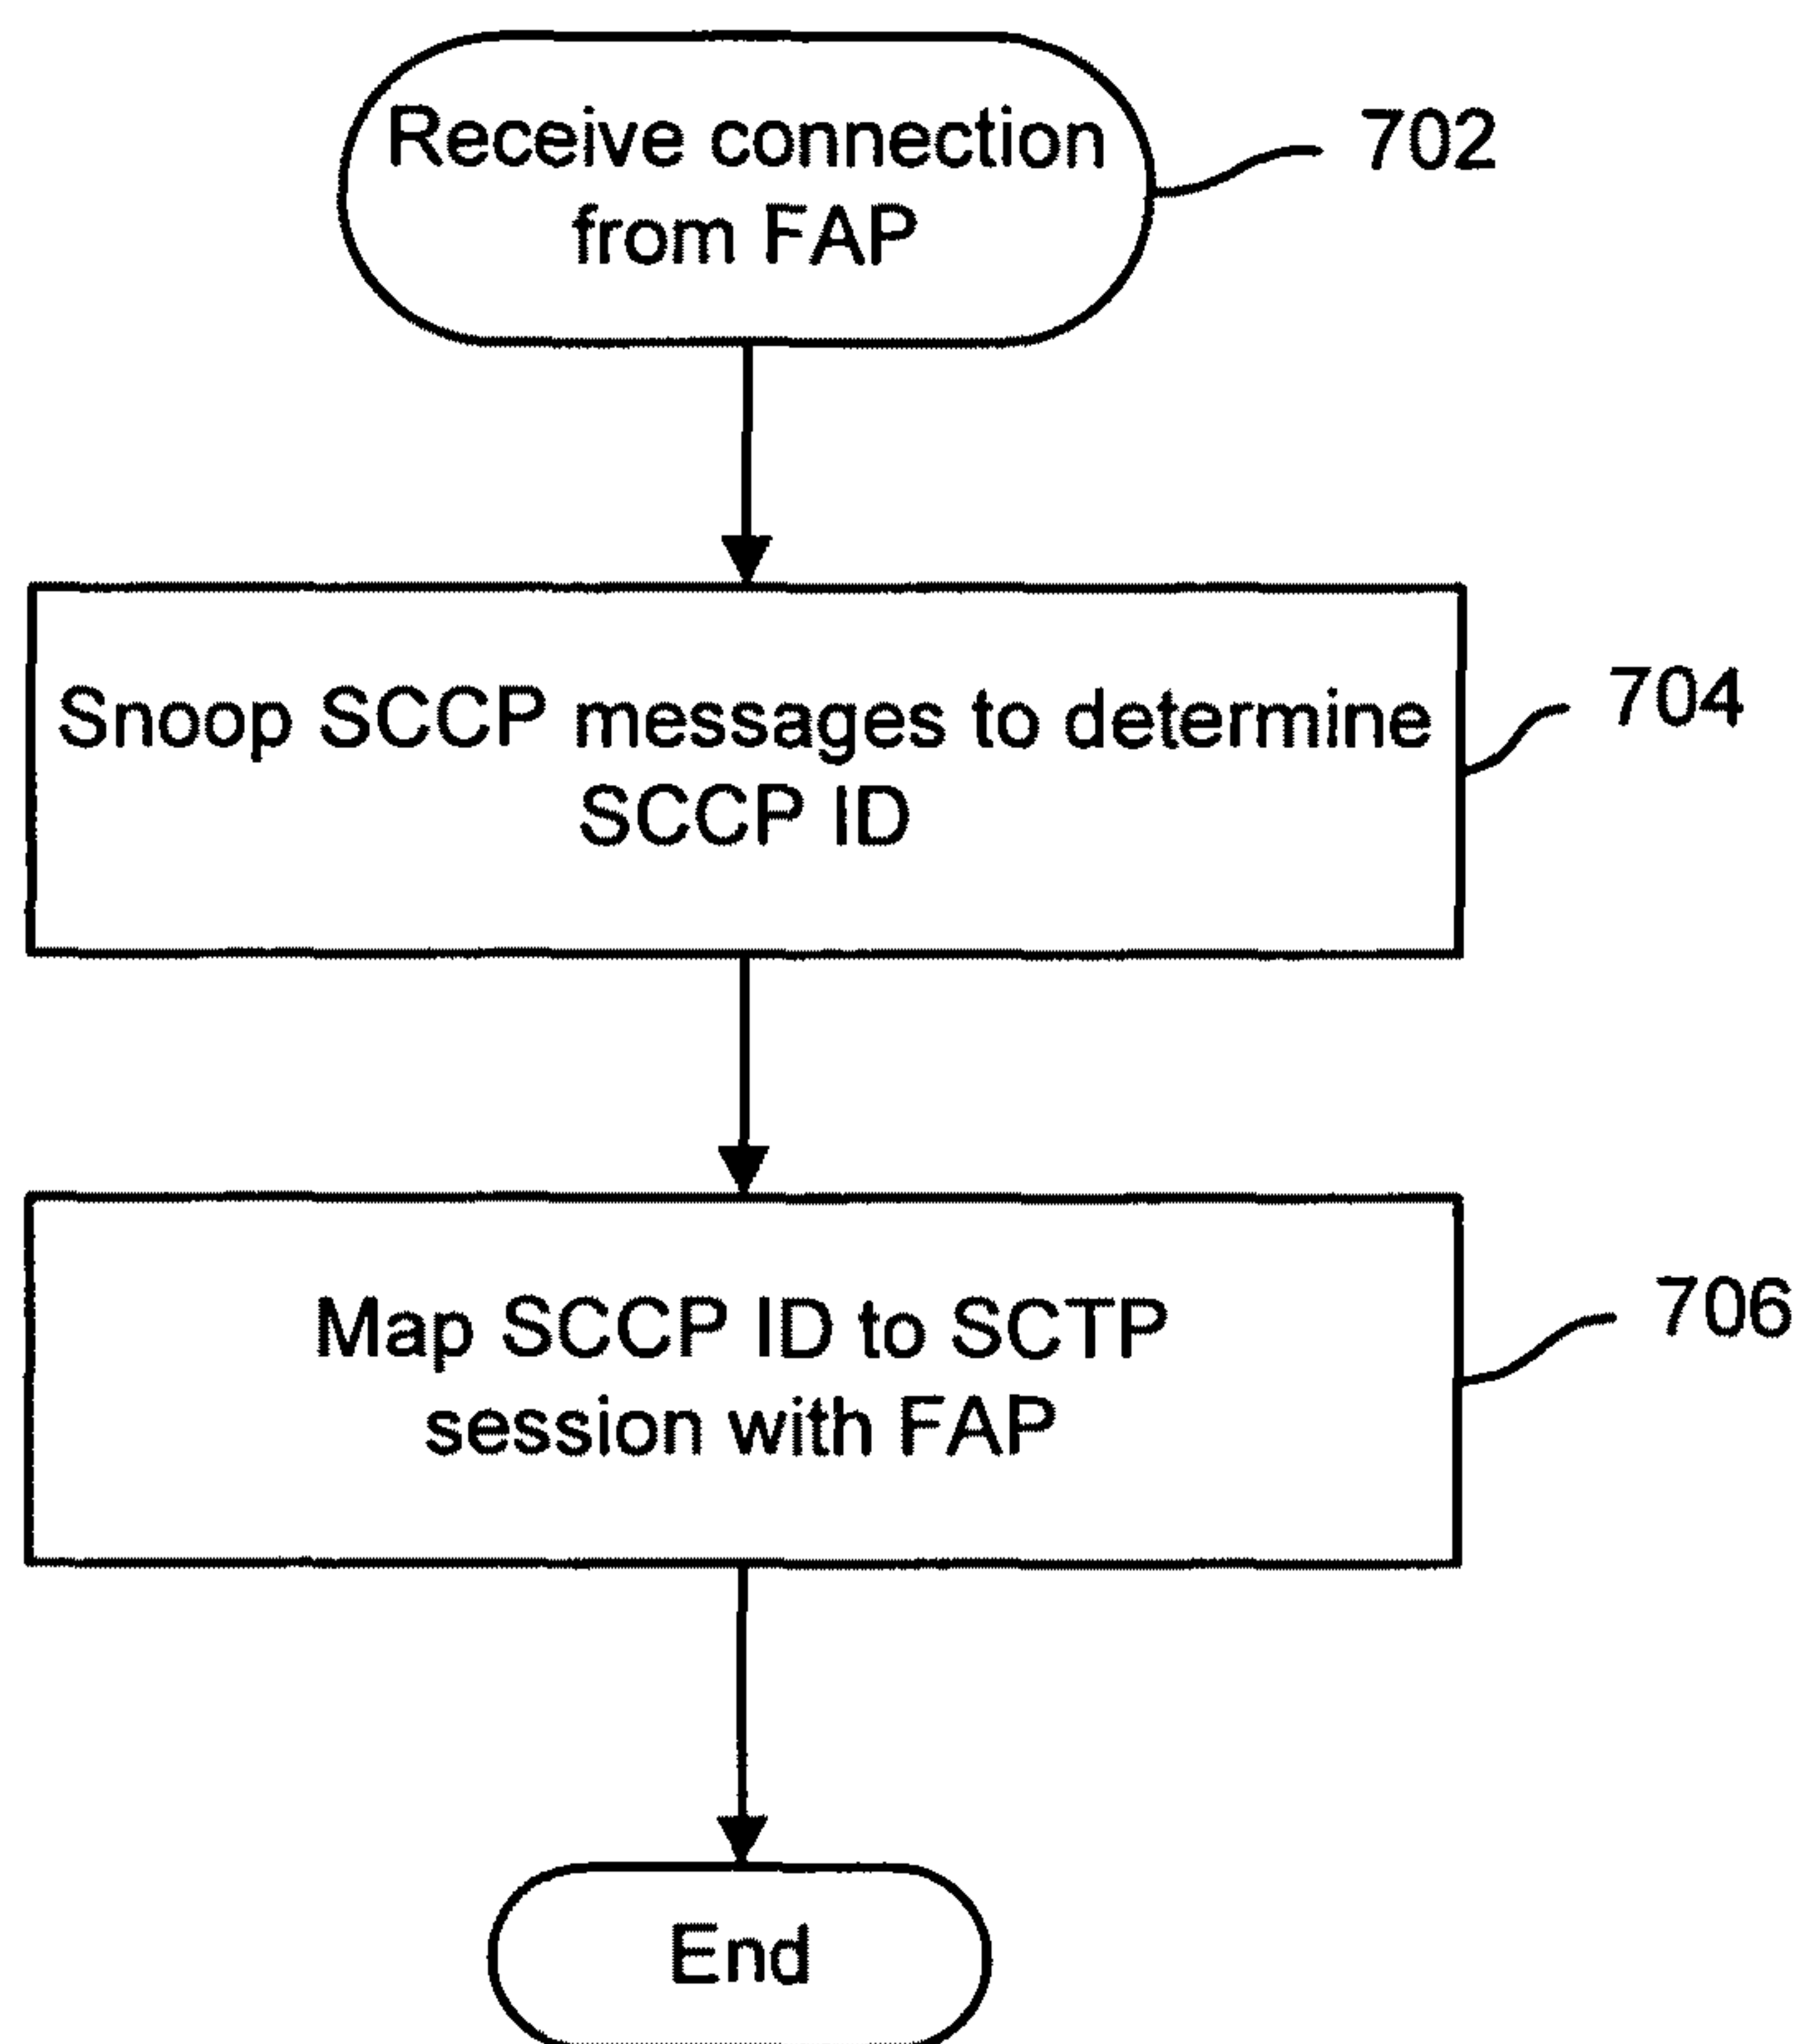 Receive connection
from FAP
702
Snoop SCCP messages to determine
SCCP ID
704
Map SCCP ID to SCTP
session with FAP
706
End